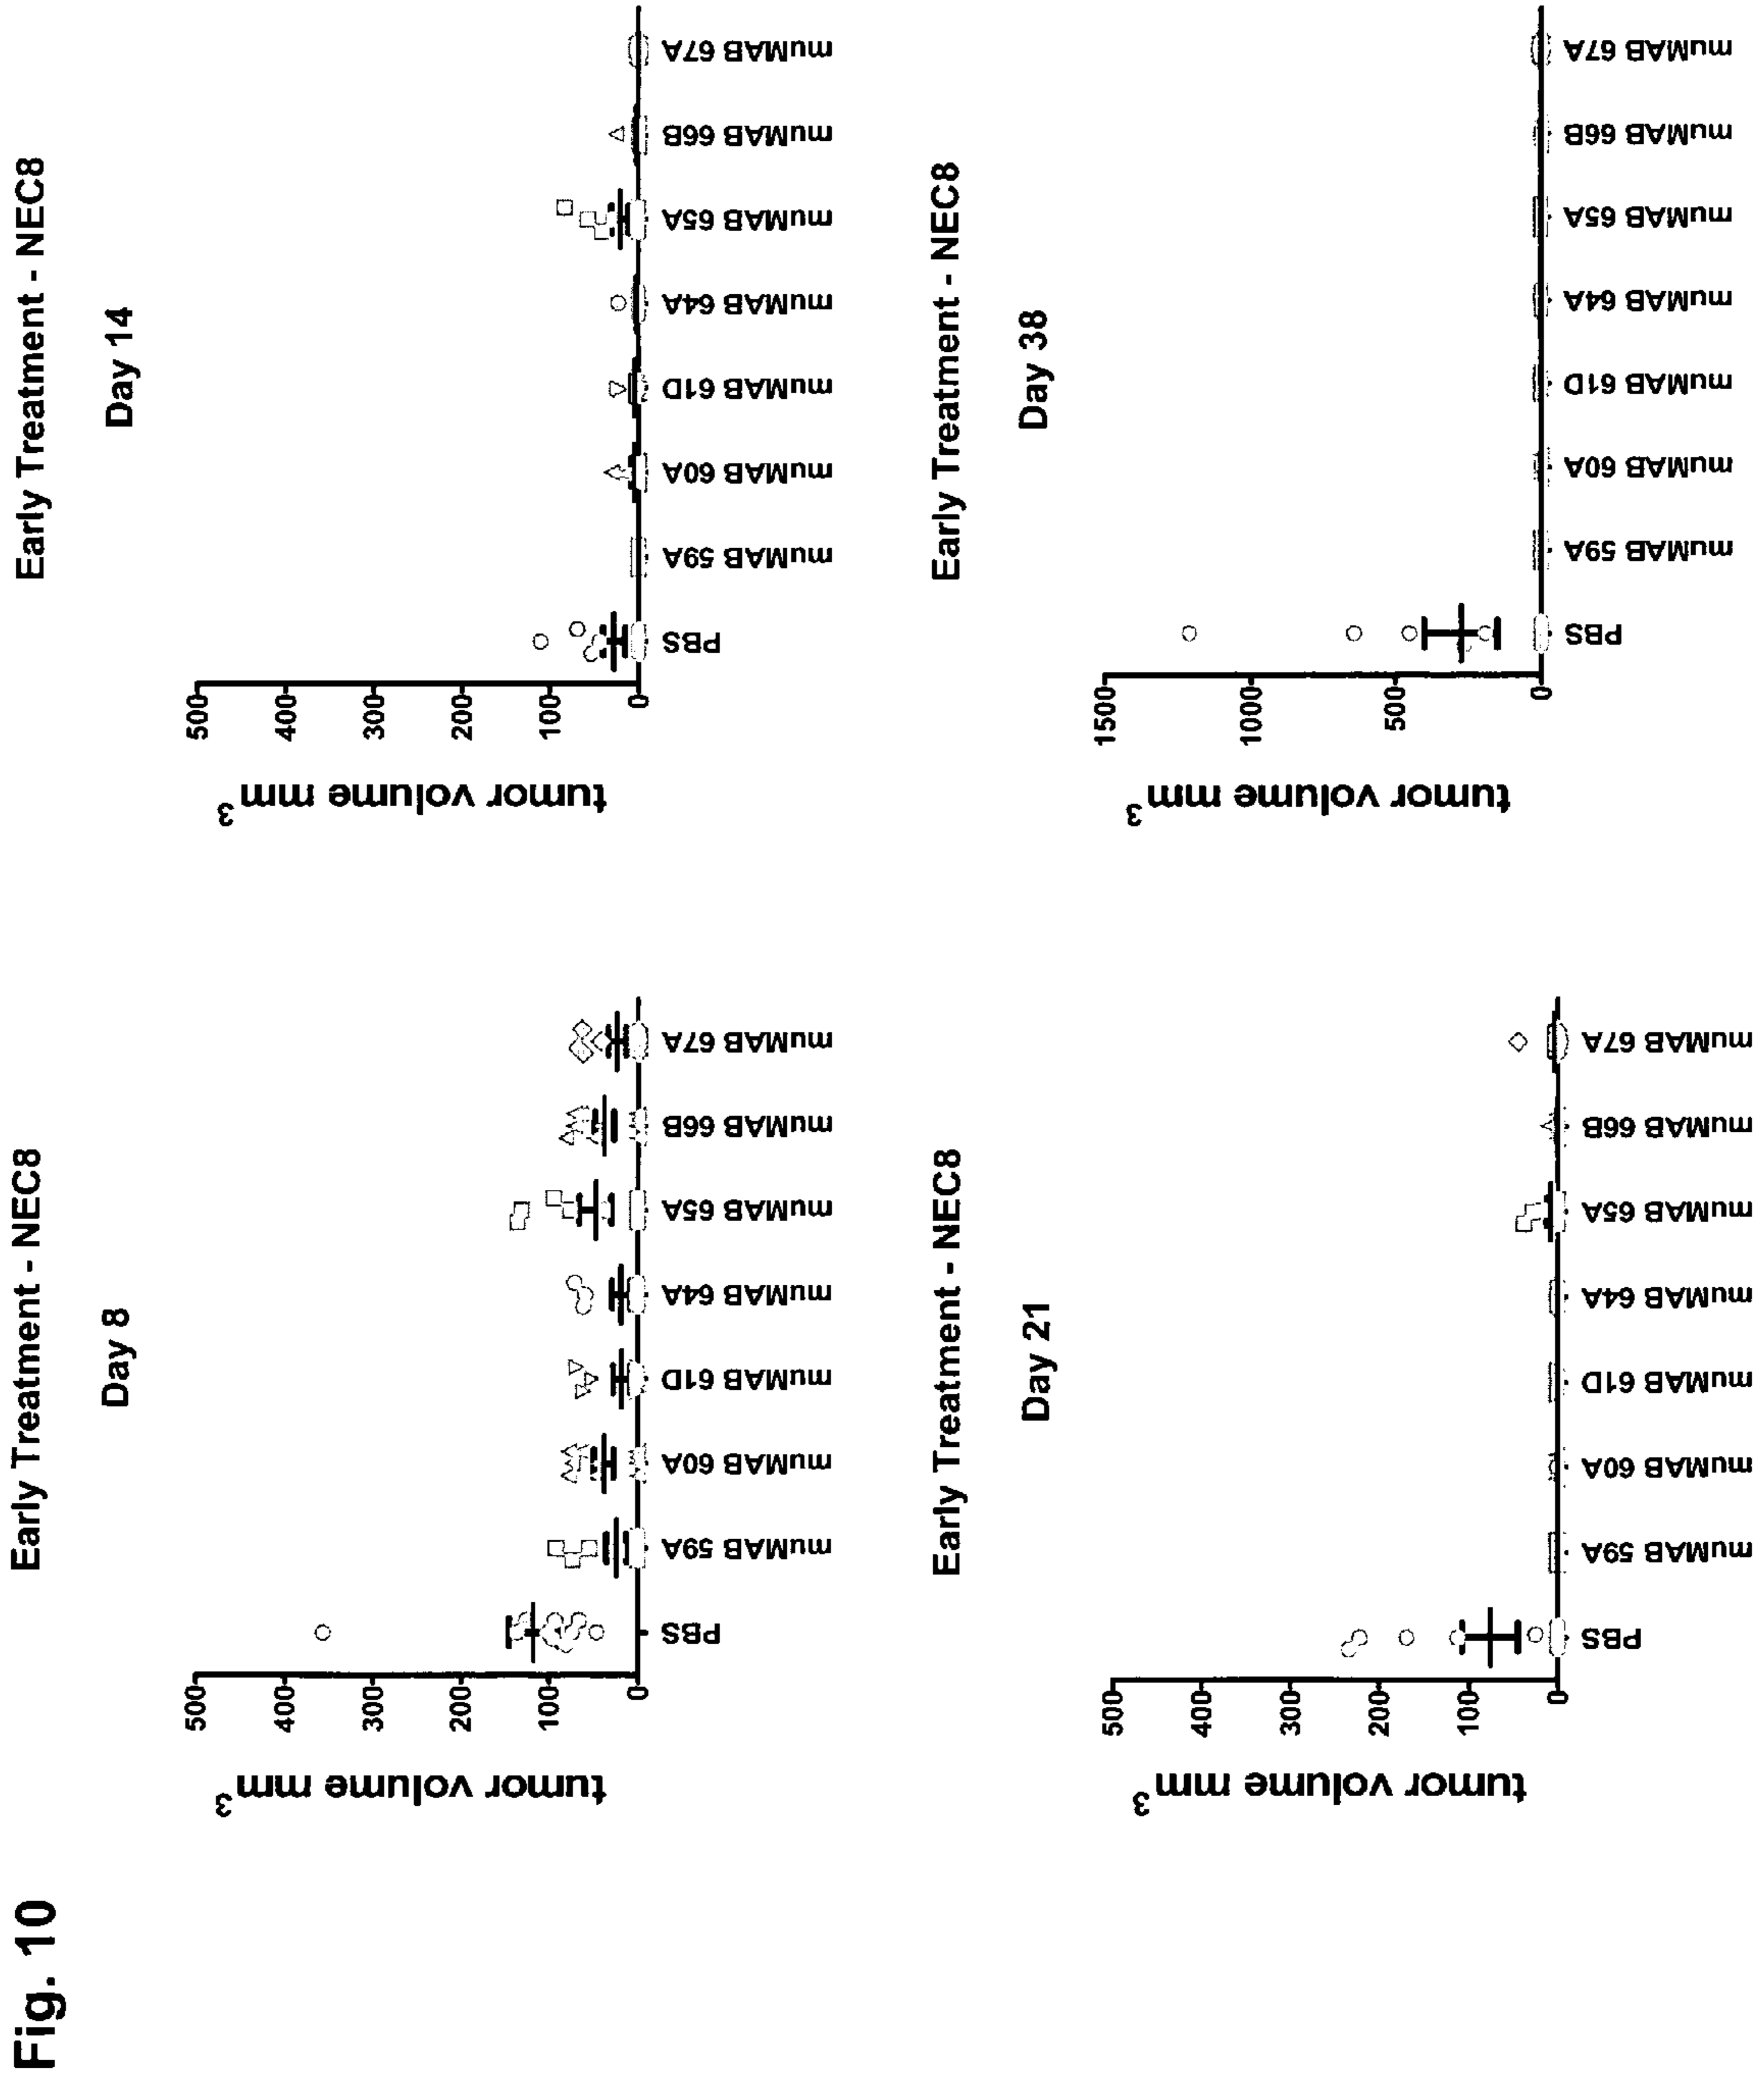 Fig. 10
Early Treatment - NEC8
Day 8
tumor volume mm³
500
400
300
200
100
0
PBS
muMAB 59A
muMAB 60A
muMAB 61D
muMAB 64A
muMAB 65A
muMAB 66B
muMAB 67A
Early Treatment - NEC8
Day 14
tumor volume mm³
500
400
300
200
100
0
PBS
muMAB 59A
muMAB 60A
muMAB 61D
muMAB 64A
muMAB 65A
muMAB 66B
muMAB 67A
Early Treatment - NEC8
Day 21
tumor volume mm³
500
400
300
200
100
0
PBS
muMAB 59A
muMAB 60A
muMAB 61D
muMAB 64A
muMAB 65A
muMAB 66B
muMAB 67A
Early Treatment - NEC8
Day 38
tumor volume mm³
1500
1000
500
0
PBS
muMAB 59A
muMAB 60A
muMAB 61D
muMAB 64A
muMAB 65A
muMAB 66B
muMAB 67A